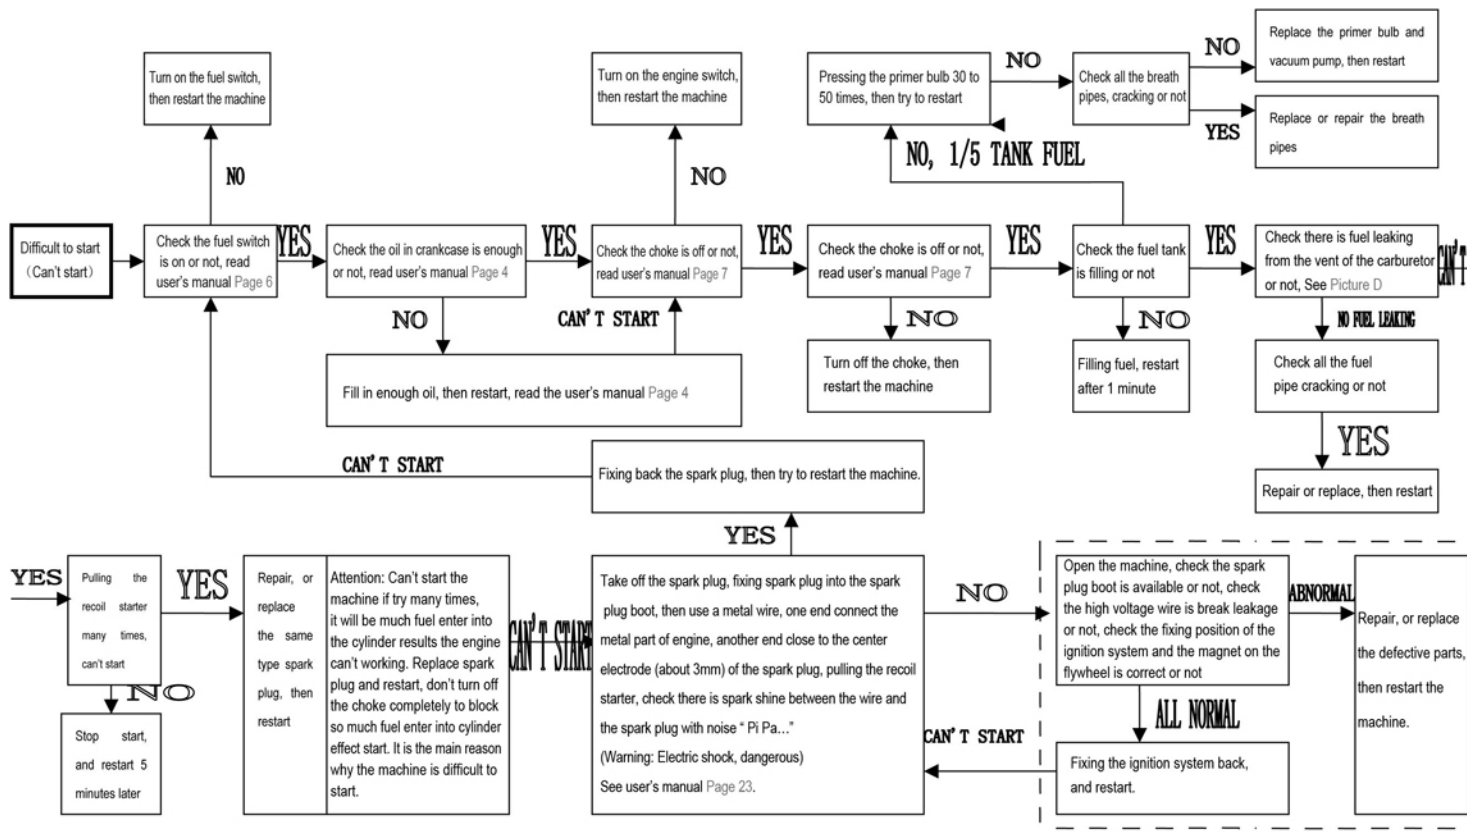 Turn on the fuel switch,
then restart the machine
Turn on the engine switch,
then restart the machine
Pressing the primer bulb 30 to
50 times, then try to restart
NO
Check all the breath
pipes, cracking or not
NO
Replace the primer bulb and
vacuum pump, then restart
YES
Replace or repair the breath
pipes
NO
NO
NO, 1/5 TANK FUEL
Difficult to start
(Can't start)
Check the fuel switch
is on or not, read
user's manual Page 6
YES
Check the oil in crankcase is enough
or not, read user's manual Page 4
YES
Check the choke is off or not,
read user's manual Page 7
YES
Check the choke is off or not,
read user's manual Page 7
YES
Check the fuel tank
is filling or not
YES
Check there is fuel leaking
from the vent of the carburetor
or not, See Picture D
CAN'T
NO
CAN'T START
NO
NO
NO FUEL LEAKING
Fill in enough oil, then restart, read the user's manual Page 4
Turn off the choke, then
restart the machine
Filling fuel, restart
after 1 minute
Check all the fuel
pipe cracking or not
YES
Repair or replace, then restart
CAN'T START
Fixing back the spark plug, then try to restart the machine.
YES
YES
Pulling the
recoil starter
many times,
can't start
YES
NO
Stop start,
and restart 5
minutes later
Repair, or
replace
the same
type spark
plug, then
restart
Attention: Can't start the
machine if try many times,
it will be much fuel enter into
the cylinder results the engine
can't working. Replace spark
plug and restart, don't turn off
the choke completely to block
so much fuel enter into cylinder
effect start. It is the main reason
why the machine is difficult to
start.
CAN'T START
Take off the spark plug, fixing spark plug into the spark
plug boot, then use a metal wire, one end connect the
metal part of engine, another end close to the center
electrode (about 3mm) of the spark plug, pulling the recoil
starter, check there is spark shine between the wire and
the spark plug with noise “ Pi Pa...”
(Warning: Electric shock, dangerous)
See user's manual Page 23.
NO
Open the machine, check the spark
plug boot is available or not, check
the high voltage wire is break leakage
or not, check the fixing position of the
ignition system and the magnet on the
flywheel is correct or not
ABNORMAL
Repair, or replace
the defective parts,
then restart the
machine.
ALL NORMAL
CAN'T START
Fixing the ignition system back,
and restart.